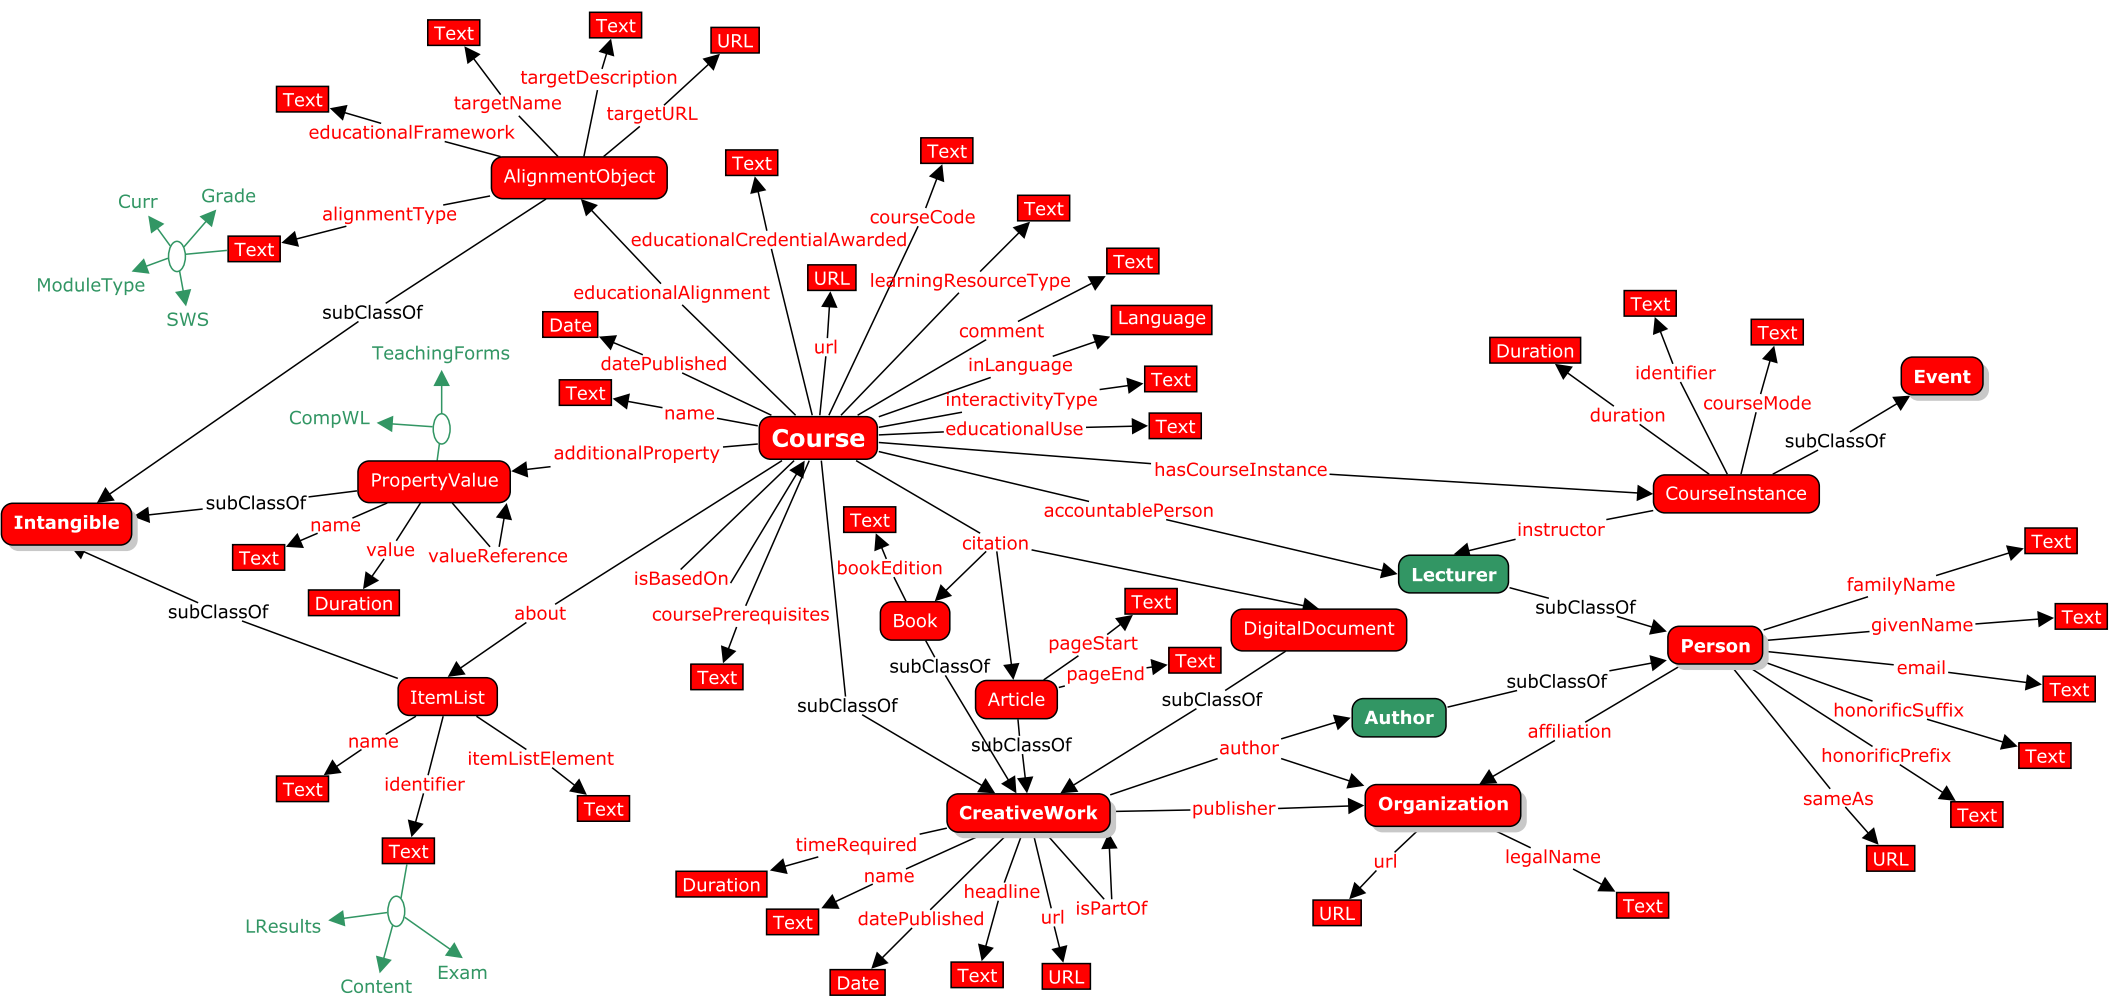 Text
Text
URL
targetDescription
Text
targetName
targetURL
educationalFramework
AlignmentObject
Curr
Grade
alignmentType
Text
ModuleType
SWS
subClassOf
Text
Text
courseCode
Text
educationalCredentialAwarded
Text
URL
learningResourceType
educationalAlignment
Date
Language
url
comment
datePublished
inLanguage
Text
Text
interactivityType
name
Text
educationalUse
Course
additionalProperty
hasCourseInstance
TeachingForms
CompWL
PropertyValue
subClassOf
Intangible
name
Text
value
valueReference
Duration
subClassOf
Text
Text
Duration
identifier
Event
courseMode
duration
subClassOf
CourseInstance
accountablePerson
instructor
Lecturer
subClassOf
Text
citation
bookEdition
isBasedOn
about
coursePrerequisites
Text
Book
Text
DigitalDocument
pageStart
Text
pageEnd
subClassOf
Article
subClassOf
subClassOf
subClassOf
Text
familyName
Text
givenName
Person
email
Text
subClassOf
honorificSuffix
Author
affiliation
Text
honorificPrefix
author
sameAs
Text
Organization
publisher
CreativeWork
URL
url
legalName
URL
Text
ItemList
name
itemListElement
identifier
Text
Text
Text
LResults
Exam
Content
timeRequired
Duration
name
headline
Text
datePublished
url
isPartOf
Date
Text
URL